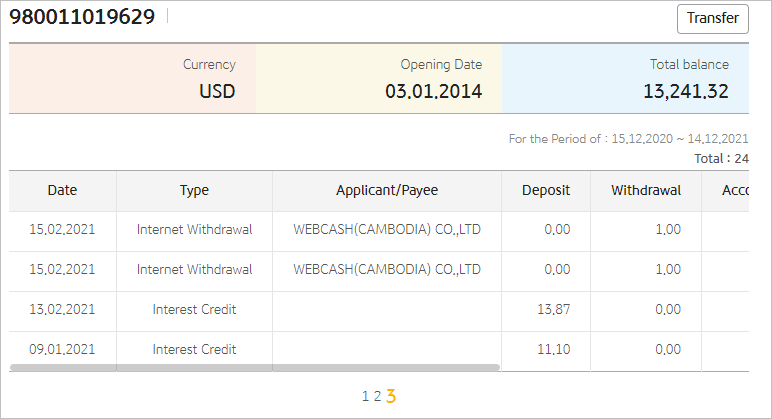 980011019629
Transfer
Currency Opening Date Total balance
USD 03.01.2014 13,241.32
For the Period of : 15.12.2020 ~ 14.12.2021
Total : 24
Date Type Applicant/Payee Deposit Withdrawal
15.02.2021 Internet Withdrawal WEBCASH(CAMBODIA) CO.,LTD 0.00 1.00
15.02.2021 Internet Withdrawal WEBCASH(CAMBODIA) CO.,LTD 0.00 1.00
13.02.2021 Interest Credit 13.87 0.00
09.01.2021 Interest Credit 11.10 0.00
1 2 3